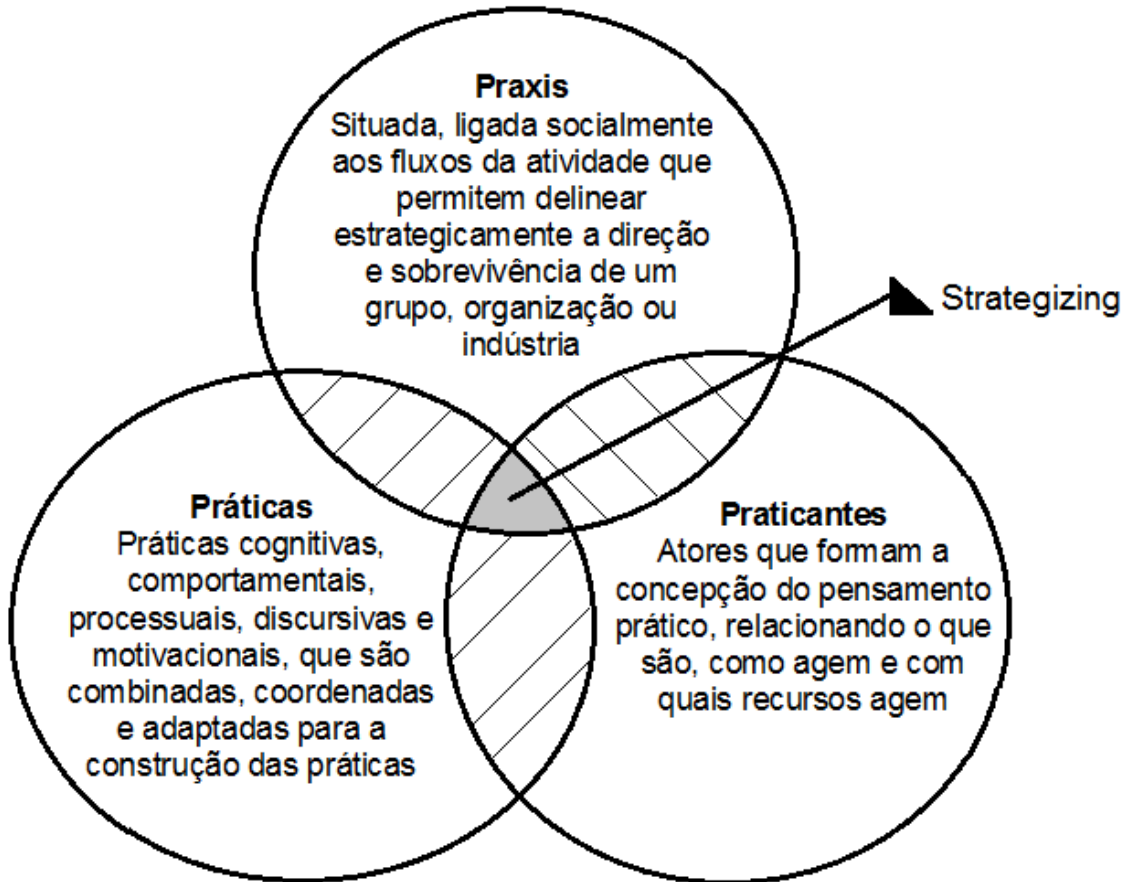 Praxis
Situada, ligada socialmente
aos fluxos da atividade que
permitem delinear
estrategicamente a direção
e sobrevivência de um
grupo, organização ou
indústria
Strategizing
Práticas
Práticas cognitivas,
comportamentais,
processuais, discursivas e
motivacionais, que são
combinadas, coordenadas
e adaptadas para a
construção das práticas
Praticantes
Atores que formam a
concepção do pensamento
prático, relacionando o que
são, como agem e com
quais recursos agem